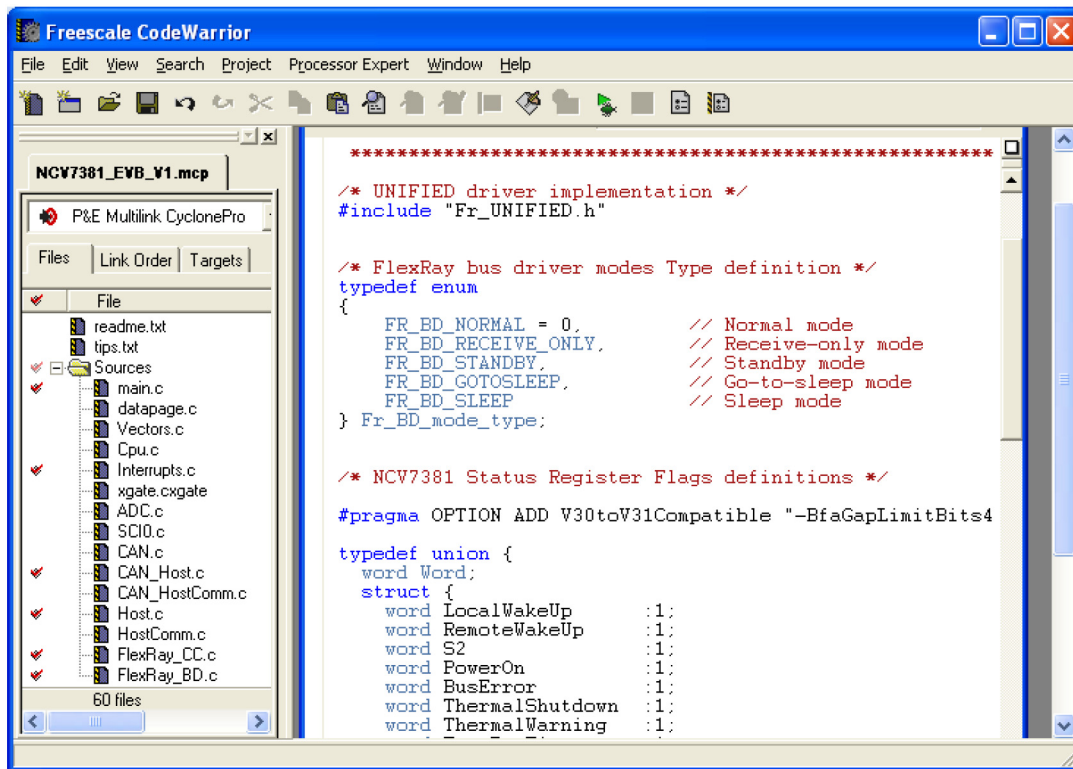 Freescale CodeWarrior
File Edit View Search Project Processor Expert Window Help
NCV7381_EVB_V1.mcp
P&E Multilink CyclonePro
Files Link Order Targets
File
readme.txt
tips.txt
Sources
main.c
datapage.c
Vectors.c
Cpu.c
Interrupts.c
xgate.cxgate
ADC.c
SCI0.c
CAN.c
CAN_Host.c
CAN_HostComm.c
Host.c
HostComm.c
FlexRay_CC.c
FlexRay_BD.c
60 files
*******************************************************
/* UNIFIED driver implementation */
#include "Fr_UNIFIED.h"
/* FlexRay bus driver modes Type definition */
typedef enum
{
FR_BD_NORMAL = 0, // Normal mode
FR_BD_RECEIVE_ONLY, // Receive-only mode
FR_BD_STANDBY, // Standby mode
FR_BD_GOTOSLEEP, // Go-to-sleep mode
FR_BD_SLEEP // Sleep mode
} Fr_BD_mode_type;
/* NCV7381 Status Register Flags definitions */
#pragma OPTION ADD V30toV31Compatible "-BfaGapLimitBits4
typedef union {
word Word;
struct {
word LocalWakeUp :1;
word RemoteWakeUp :1;
word S2 :1;
word PowerOn :1;
word BusError :1;
word ThermalShutdown :1;
word ThermalWarning :1;